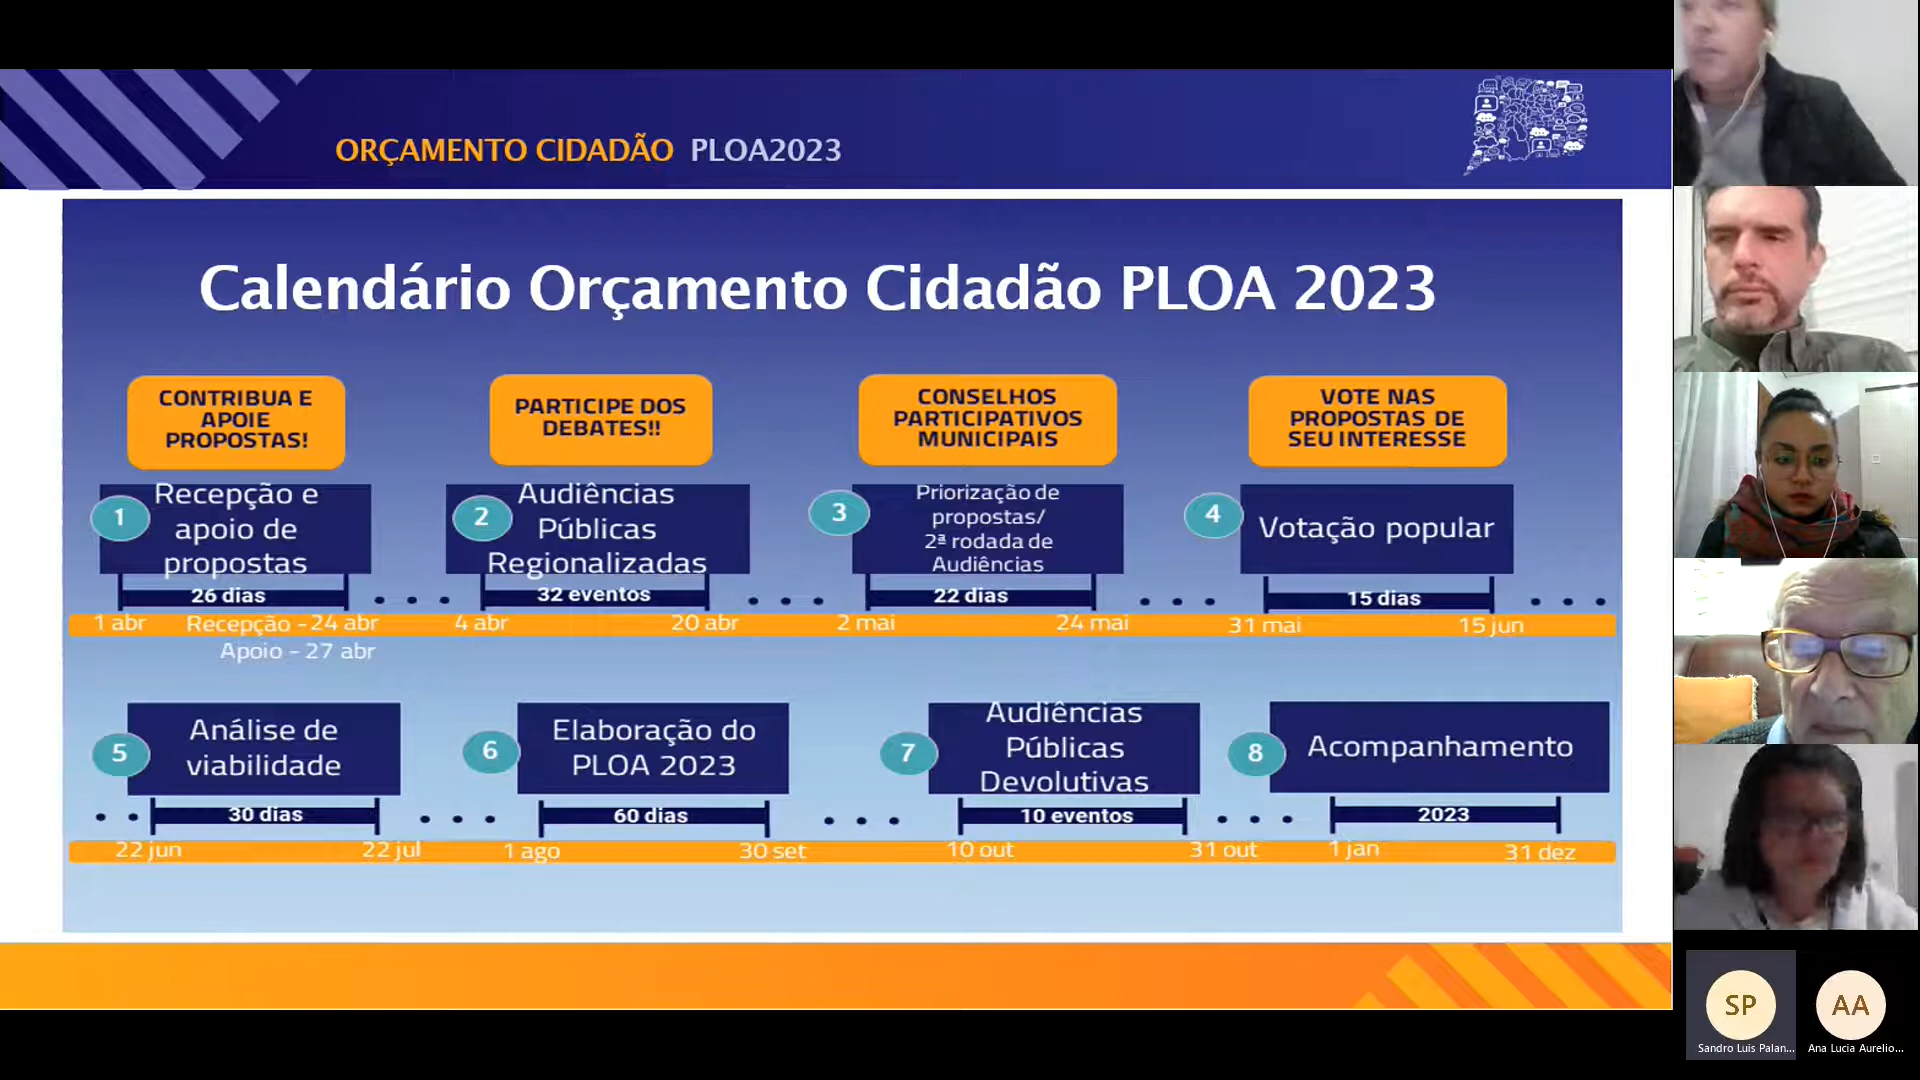 ORÇAMENTO CIDADÃO PLOA2023
Calendário Orçamento Cidadão PLOA 2023
CONTRIBUA E
APOIE
PROPOSTAS!
PARTICIPE DOS
DEBATES!!
CONSELHOS
PARTICIPATIVOS
MUNICIPAIS
VOTE NAS
PROPOSTAS DE
SEU INTERESSE
1
Recepção e
apoio de
propostas
2
Audiências
Públicas
Regionalizadas
3
Priorização de
propostas/
2ª rodada de
Audiências
4
Votação popular
26 dias
32 eventos
22 dias
15 dias
1 abr Recepção - 24 abr 4 abr 20 abr 2 mai 24 mai 31 mai 15 jun
Apoio - 27 abr
5
Análise de
viabilidade
6
Elaboração do
PLOA 2023
7
Audiências
Públicas
Devolutivas
8
Acompanhamento
30 dias
60 dias
10 eventos
2023
22 jun 22 jul 1 ago 30 set 10 out 31 out 1 jan 31 dez
SP
Sandro Luis Palan...
AA
Ana Lucia Aurelio...